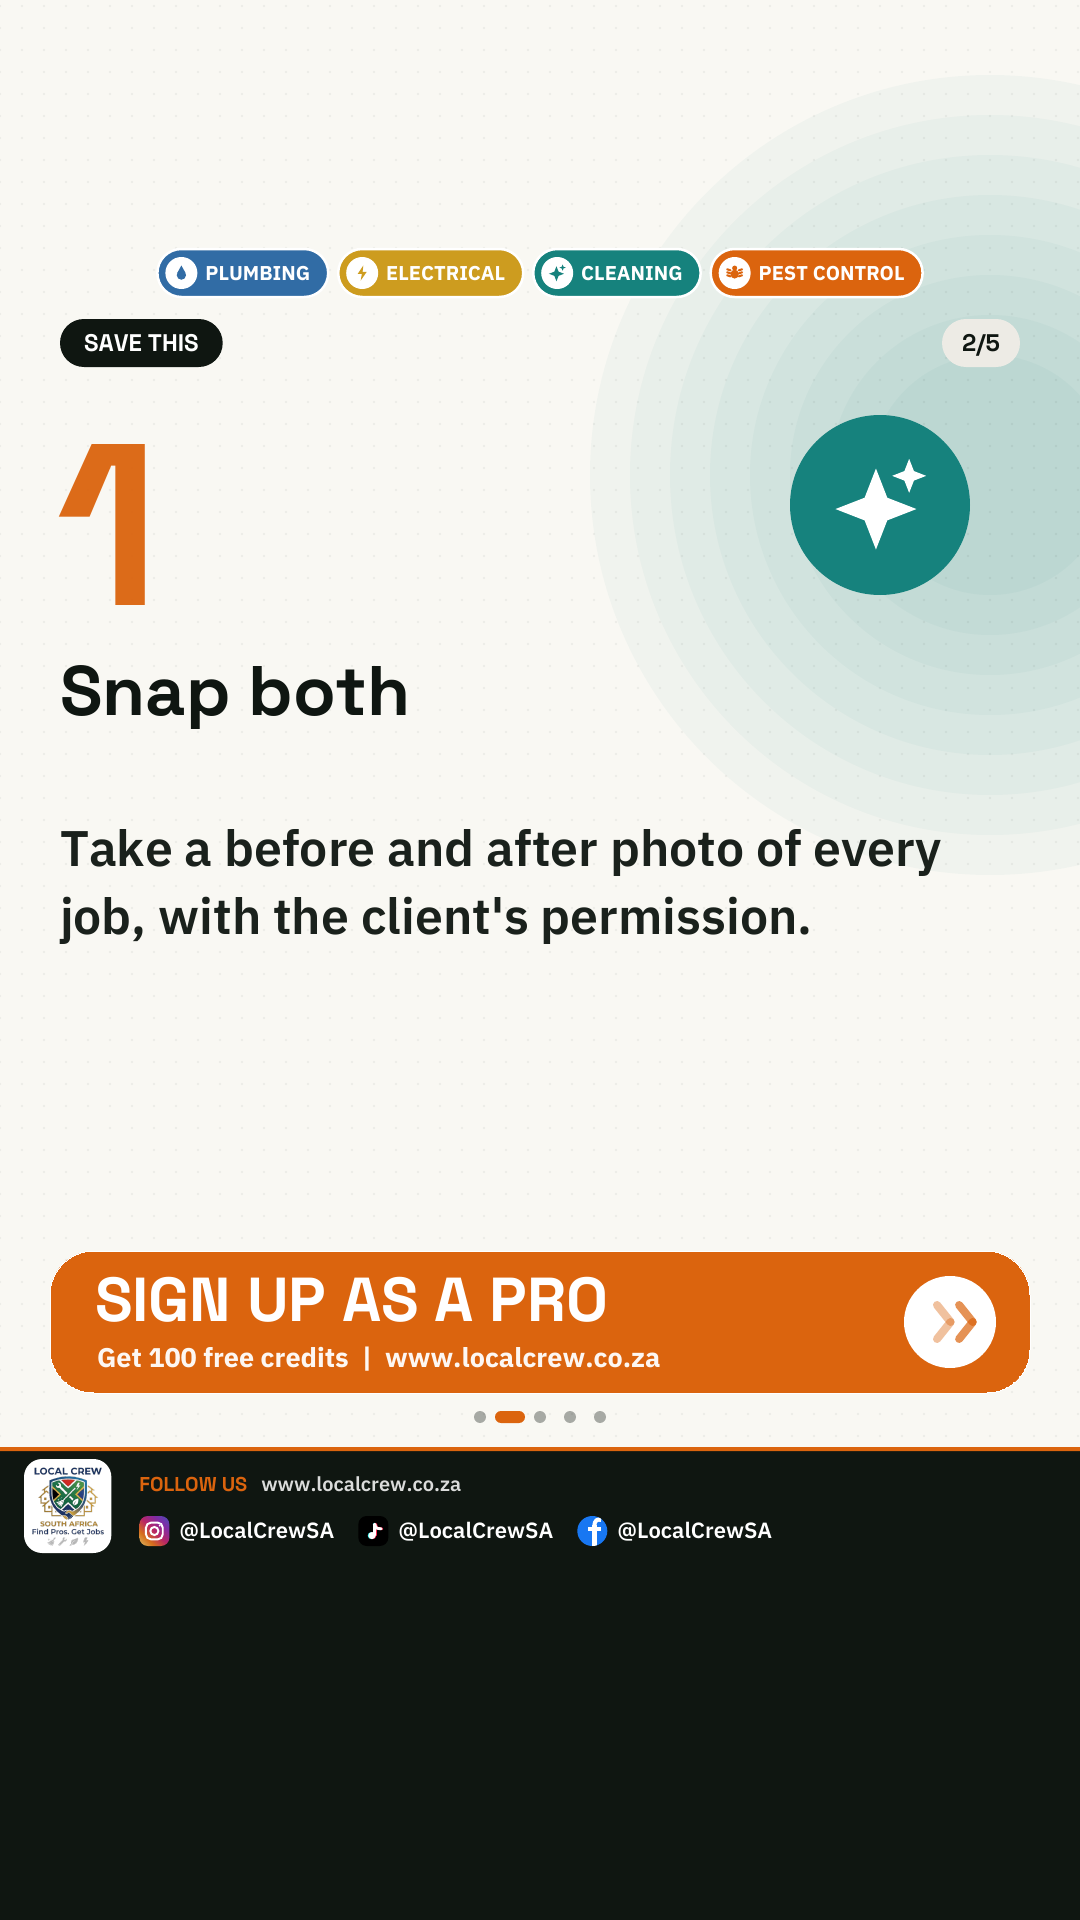 PLUMBING ELECTRICAL CLEANING PEST CONTROL
SAVE THIS 2/5
1
Snap both
Take a before and after photo of every
job, with the client's permission.
SIGN UP AS A PRO
Get 100 free credits | www.localcrew.co.za
LOCAL CREW
SOUTH AFRICA
Find Pros. Get Jobs
FOLLOW US www.localcrew.co.za
@LocalCrewSA @LocalCrewSA @LocalCrewSA